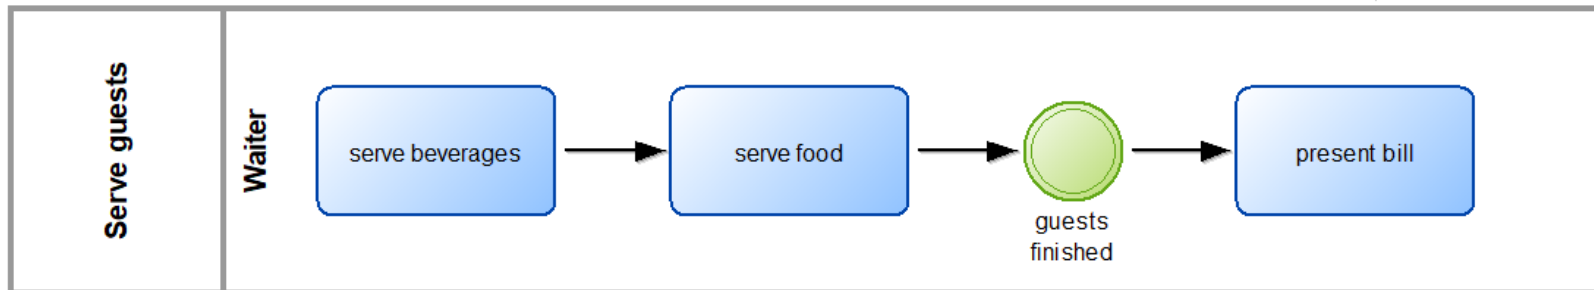 Serve guests
Waiter
serve beverages
serve food
guests
finished
present bill